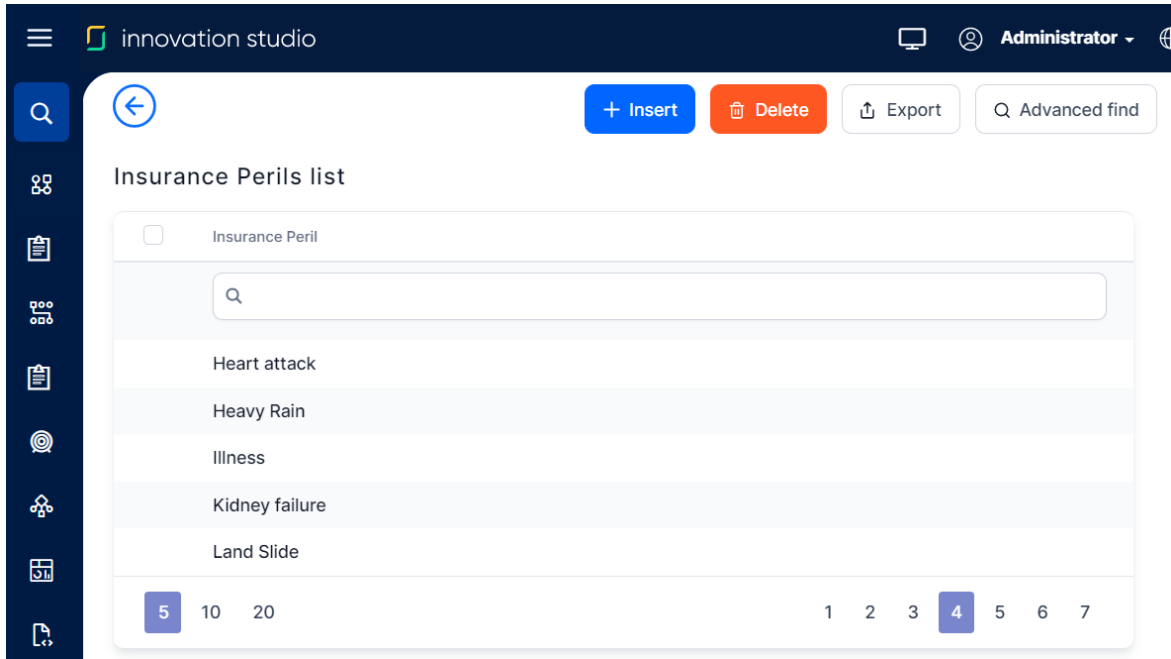 innovation studio
Administrator
Insert
Delete
Export
Advanced find
Insurance Perils list
Insurance Peril
Heart attack
Heavy Rain
Illness
Kidney failure
Land Slide
5 10 20
1 2 3 4 5 6 7